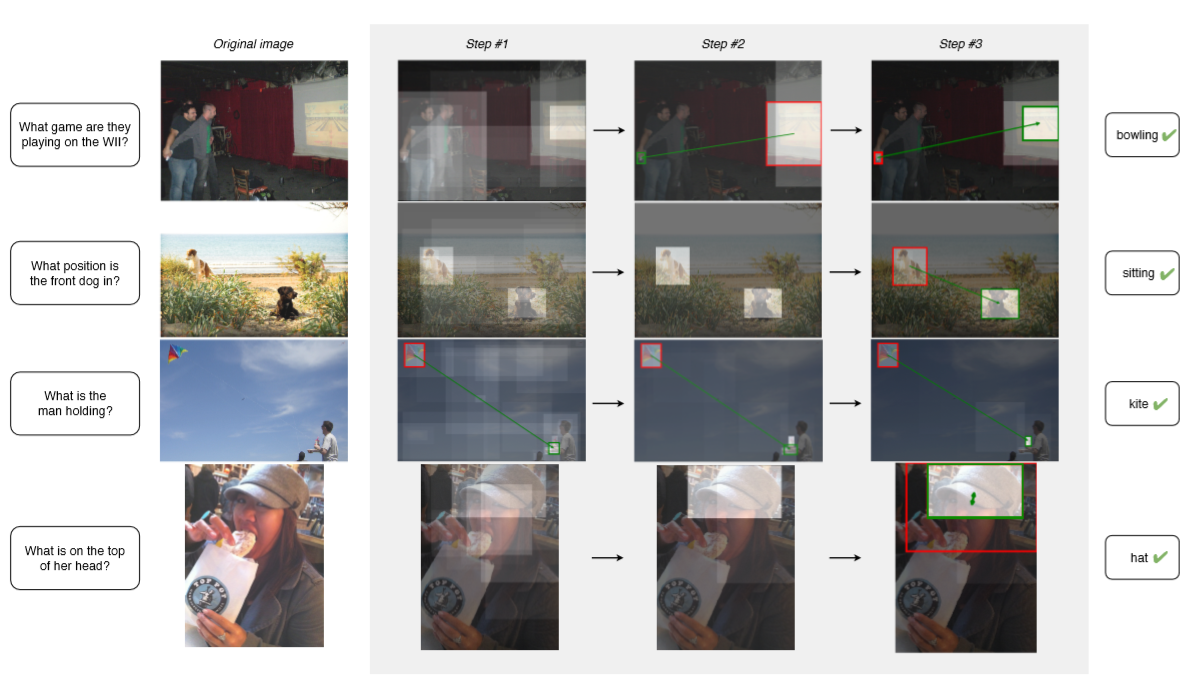 Original image
Step #1
Step #2
Step #3
What game are they
playing on the WII?
bowling
What position is
the front dog in?
sitting
What is the
man holding?
kite
What is on the top
of her head?
hat
TOP POT